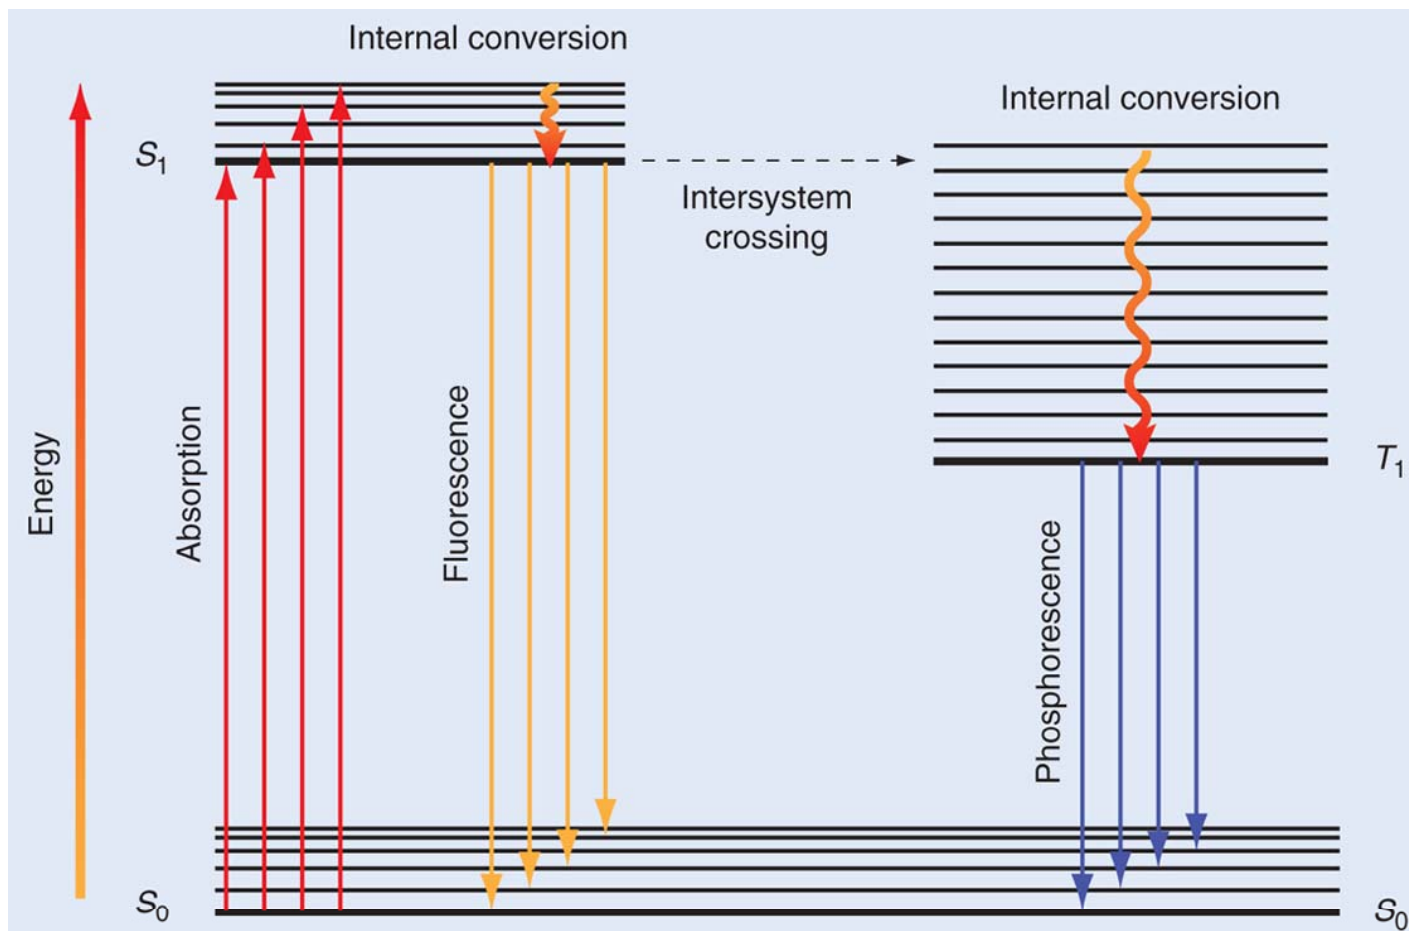 Internal conversion
Internal conversion
S1
Intersystem
crossing
Energy
Absorption
Fluorescence
T1
Phosphorescence
S0
S0